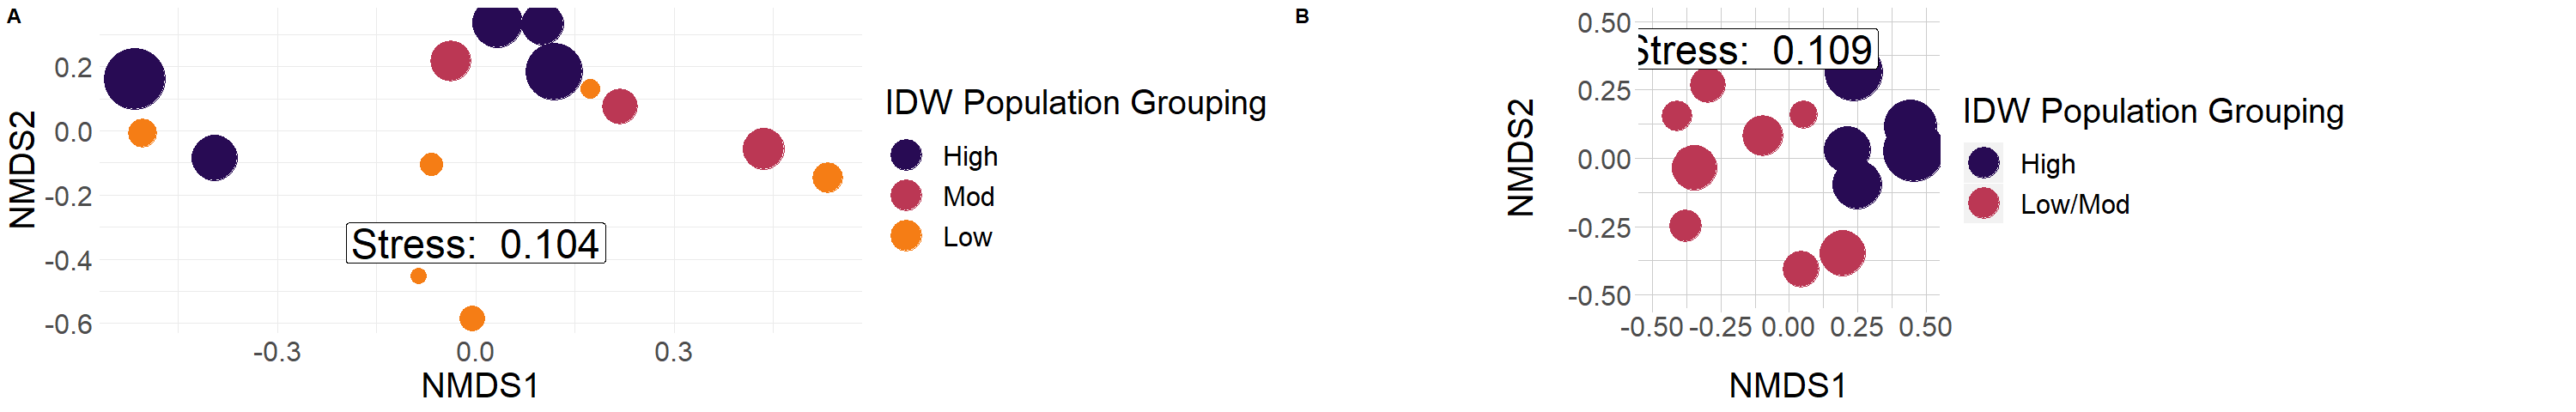 A
NMDS2
0.2
0.0
-0.2
-0.4
-0.6
Stress: 0.104
-0.3 0.0 0.3
NMDS1
IDW Population Grouping
High
Mod
Low
B
NMDS2
0.50
0.25
0.00
-0.25
-0.50
Stress: 0.109
-0.50 -0.25 0.00 0.25 0.50
NMDS1
IDW Population Grouping
High
Low/Mod